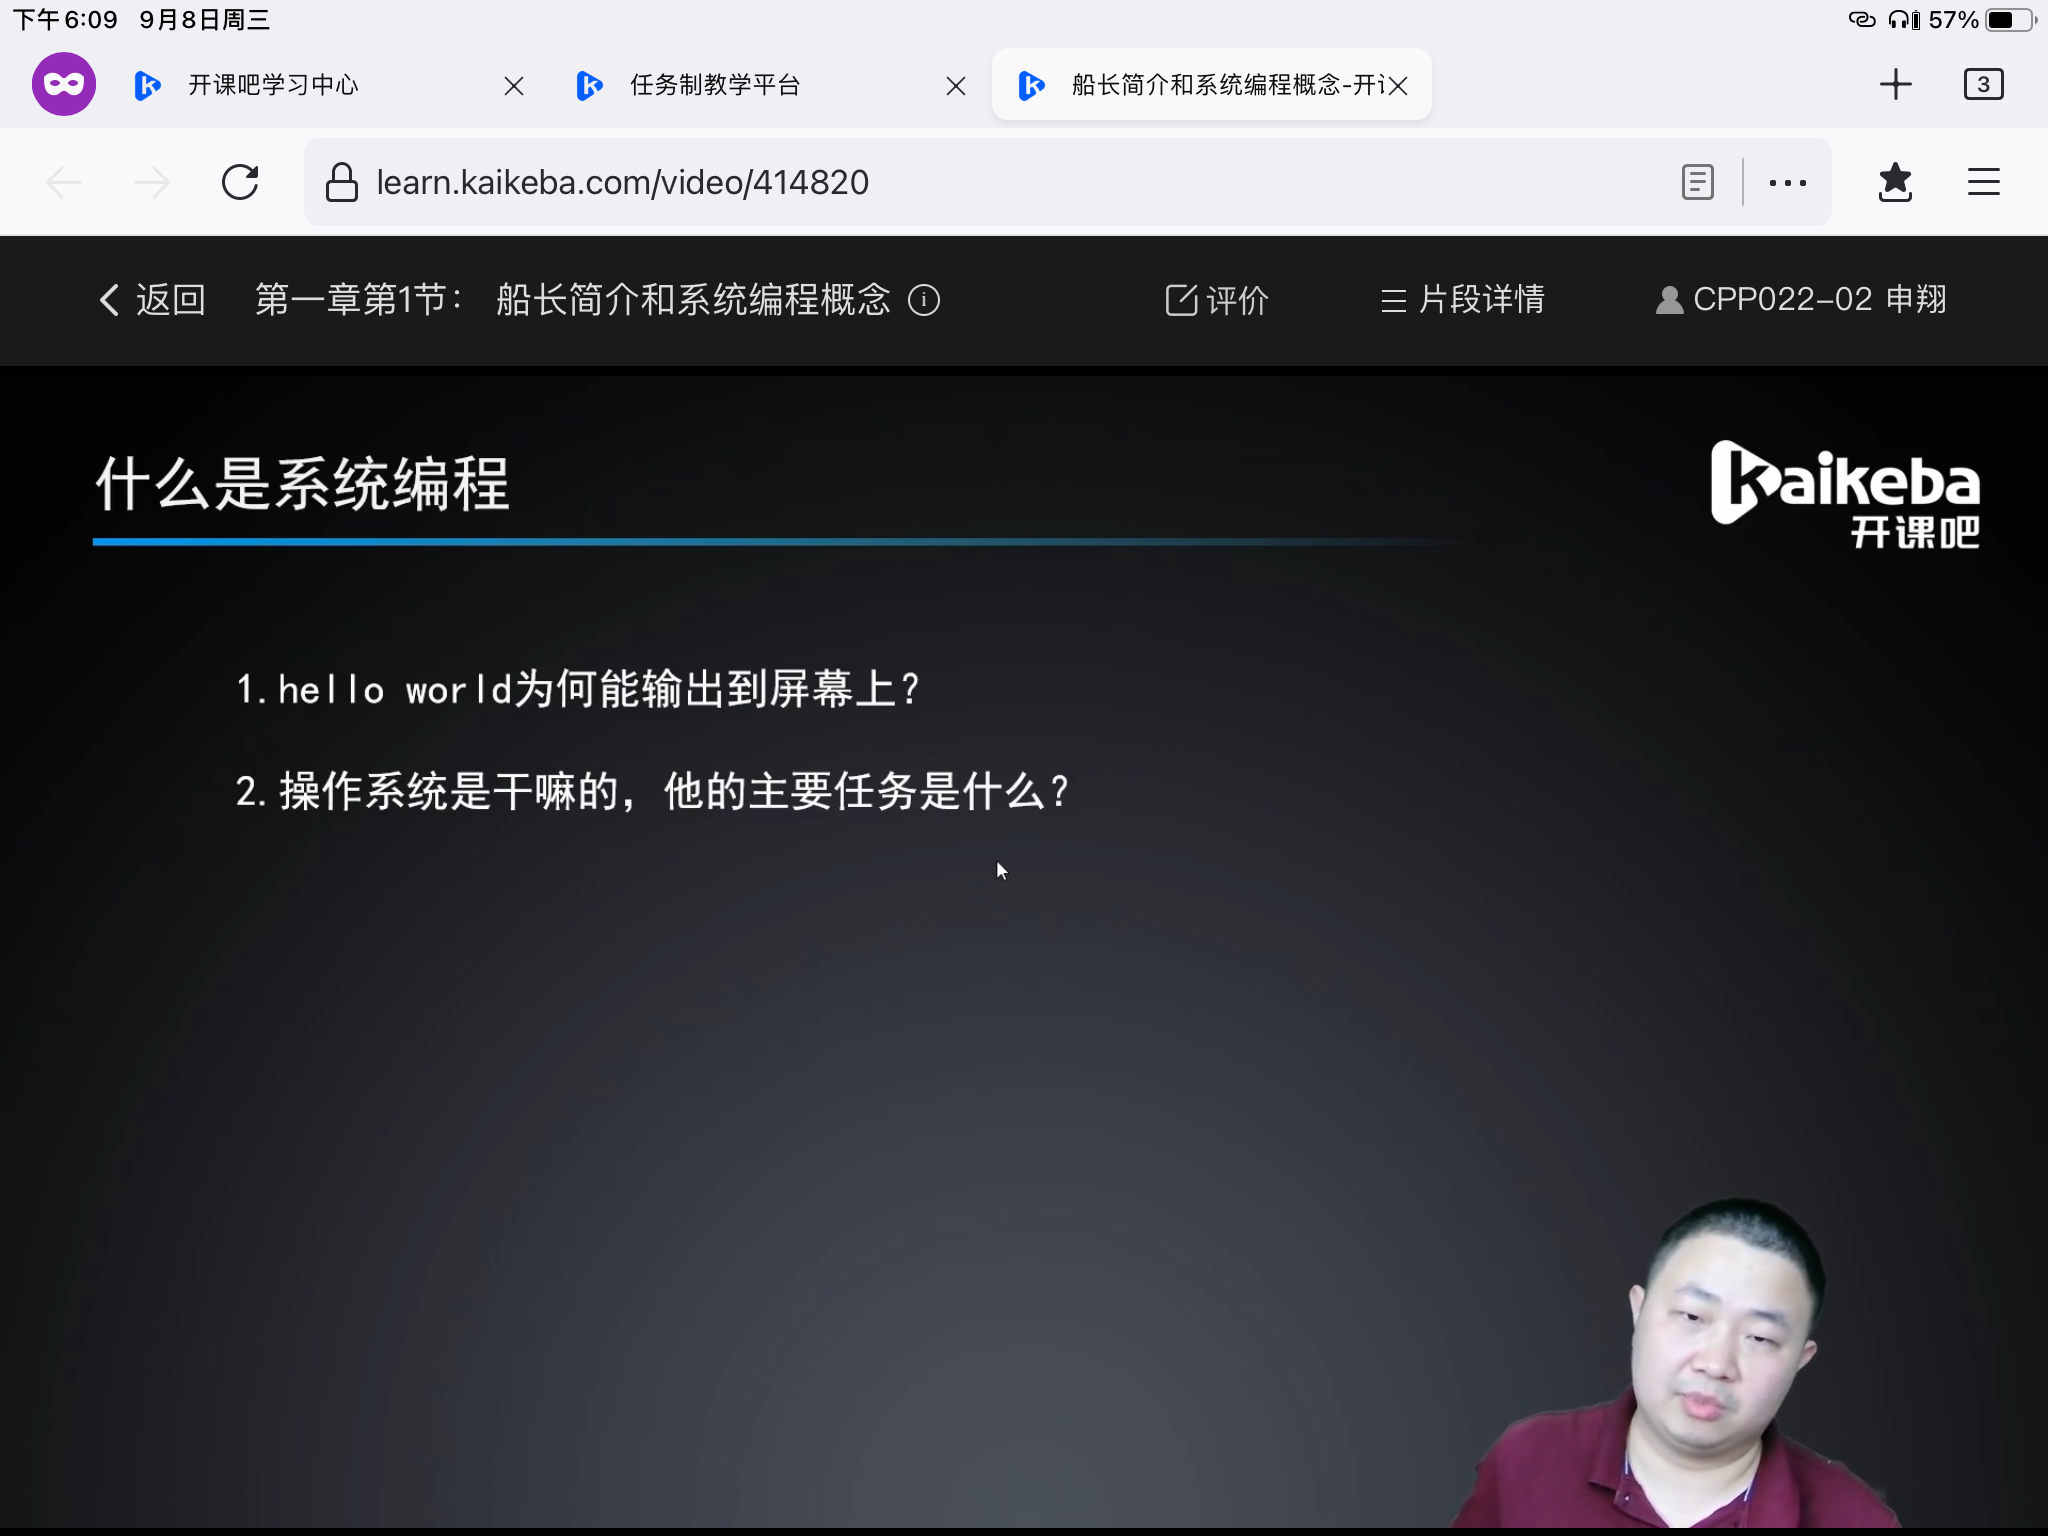 下午6:09 9月8日周三
57%
开课吧学习中心
任务制教学平台
船长简介和系统编程概念-开
3
learn.kaikeba.com/video/414820
返回
第一章第1节： 船长简介和系统编程概念
评价
片段详情
CPP022-02 申翔
什么是系统编程
kaikeba
开课吧
1.hello world为何能输出到屏幕上？
2.操作系统是干嘛的，他的主要任务是什么？